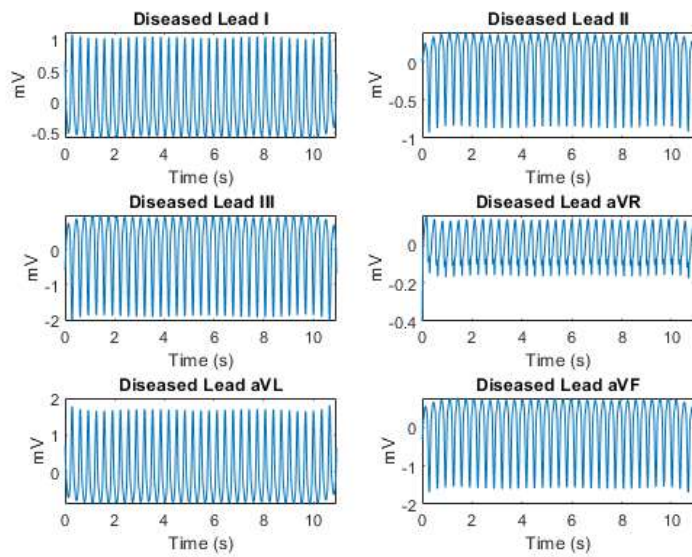 Diseased Lead I
1
0.5
0
-0.5
mV
0 2 4 6 8 10
Time (s)
Diseased Lead II
0
-0.5
-1
mV
0 2 4 6 8 10
Time (s)
Diseased Lead III
1
0
-1
-2
mV
0 2 4 6 8 10
Time (s)
Diseased Lead aVR
0
-0.2
-0.4
mV
0 2 4 6 8 10
Time (s)
Diseased Lead aVL
2
1
0
mV
0 2 4 6 8 10
Time (s)
Diseased Lead aVF
0
-1
-2
mV
0 2 4 6 8 10
Time (s)